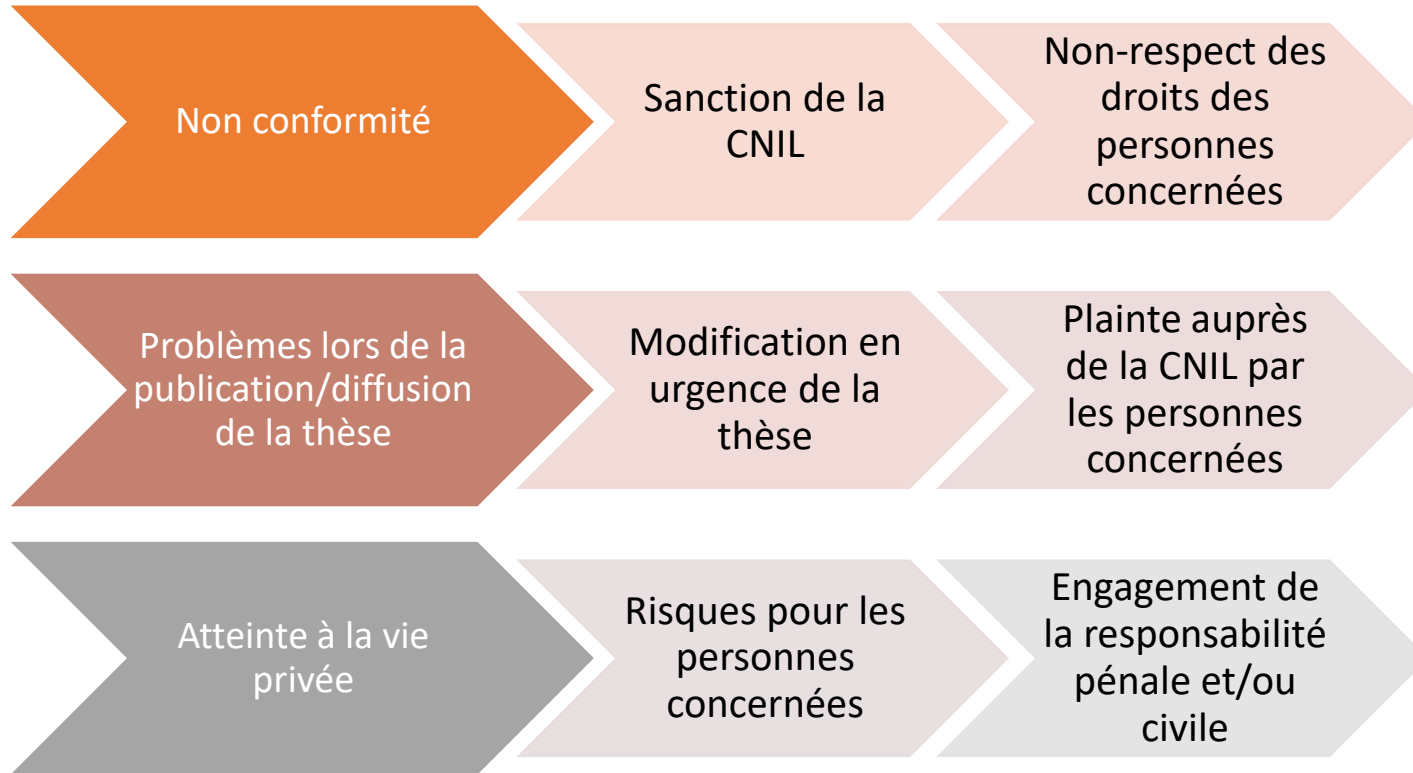 Non conformité
Sanction de la
CNIL
Non-respect des
droits des
personnes
concernées
Problèmes lors de la
publication/diffusion
de la thèse
Modification en
urgence de la
thèse
Plainte auprès
de la CNIL par
les personnes
concernées
Atteinte à la vie
privée
Risques pour les
personnes
concernées
Engagement de
la responsabilité
pénale et/ou
civile